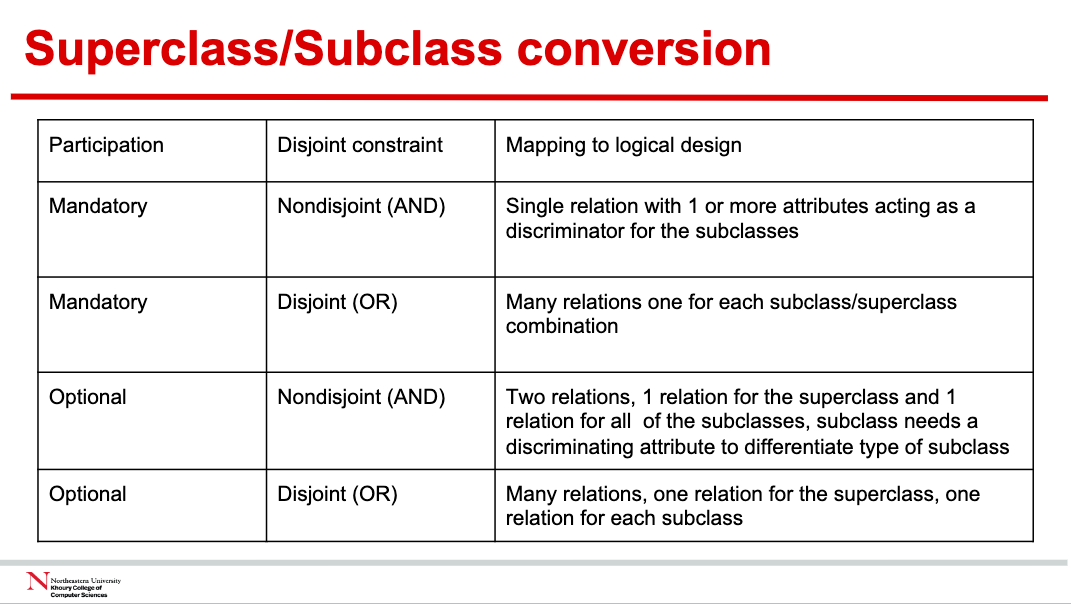 Superclass/Subclass conversion
Participation
Disjoint constraint
Mapping to logical design
Mandatory
Nondisjoint (AND)
Single relation with 1 or more attributes acting as a
discriminator for the subclasses
Mandatory
Disjoint (OR)
Many relations one for each subclass/superclass
combination
Optional
Nondisjoint (AND)
Two relations, 1 relation for the superclass and 1
relation for all  of the subclasses, subclass needs a
discriminating attribute to differentiate type of subclass
Optional
Disjoint (OR)
Many relations, one relation for the superclass, one
relation for each subclass
N
Northeastern University
Khoury College of
Computer Sciences